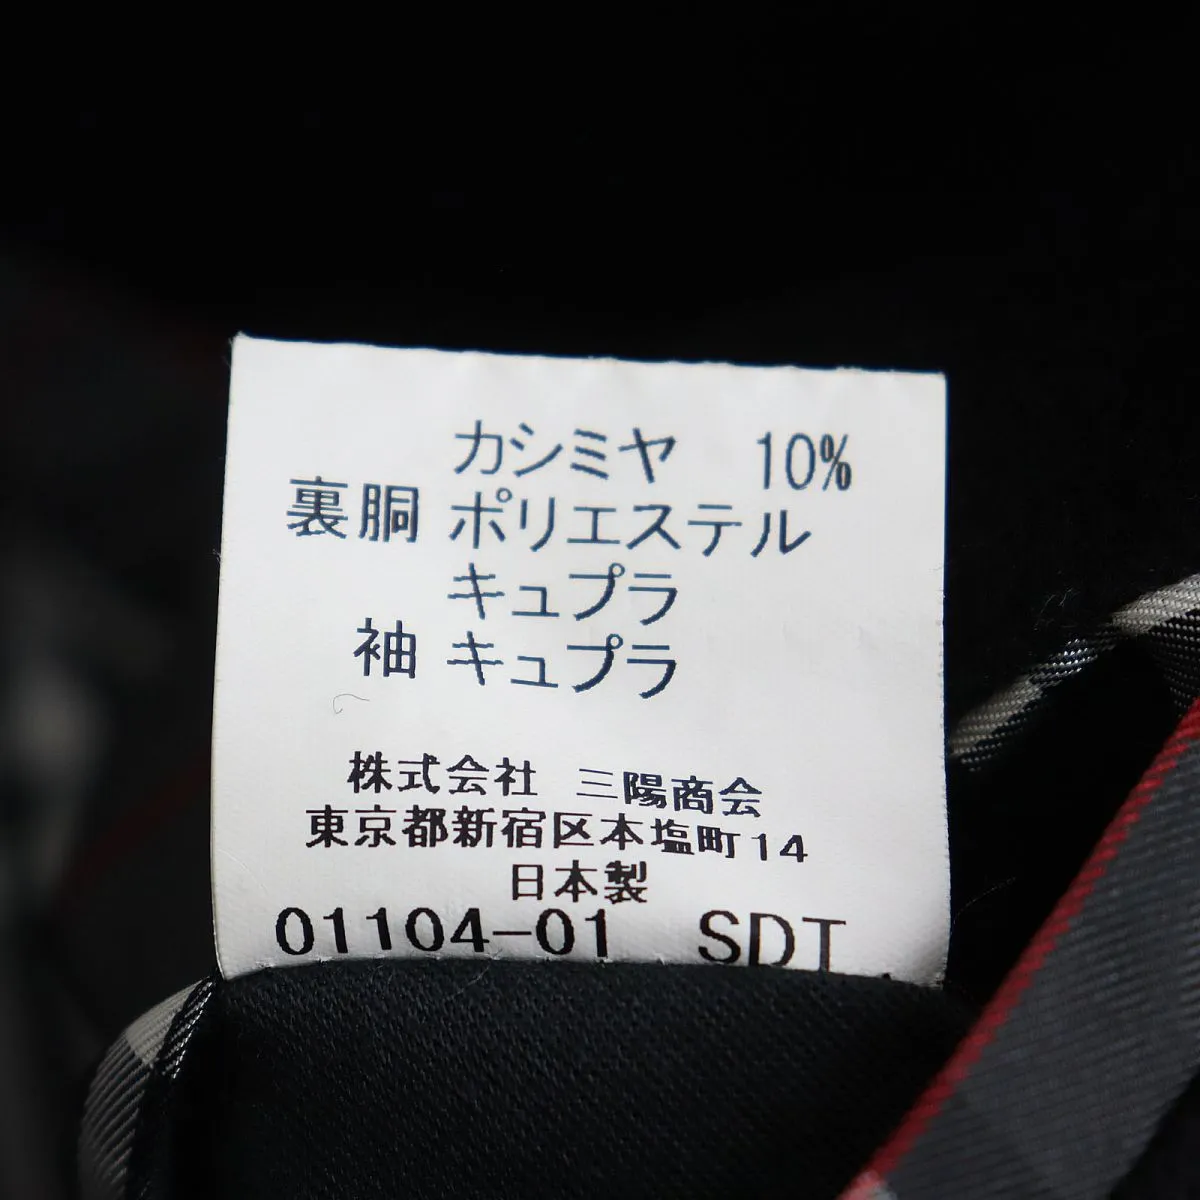 カシミヤ 10%
裏胴 ポリエステル
キュプラ
袖 キュプラ
株式会社 三陽商会
東京都新宿区本塩町14
日本製
01104-01 SDT